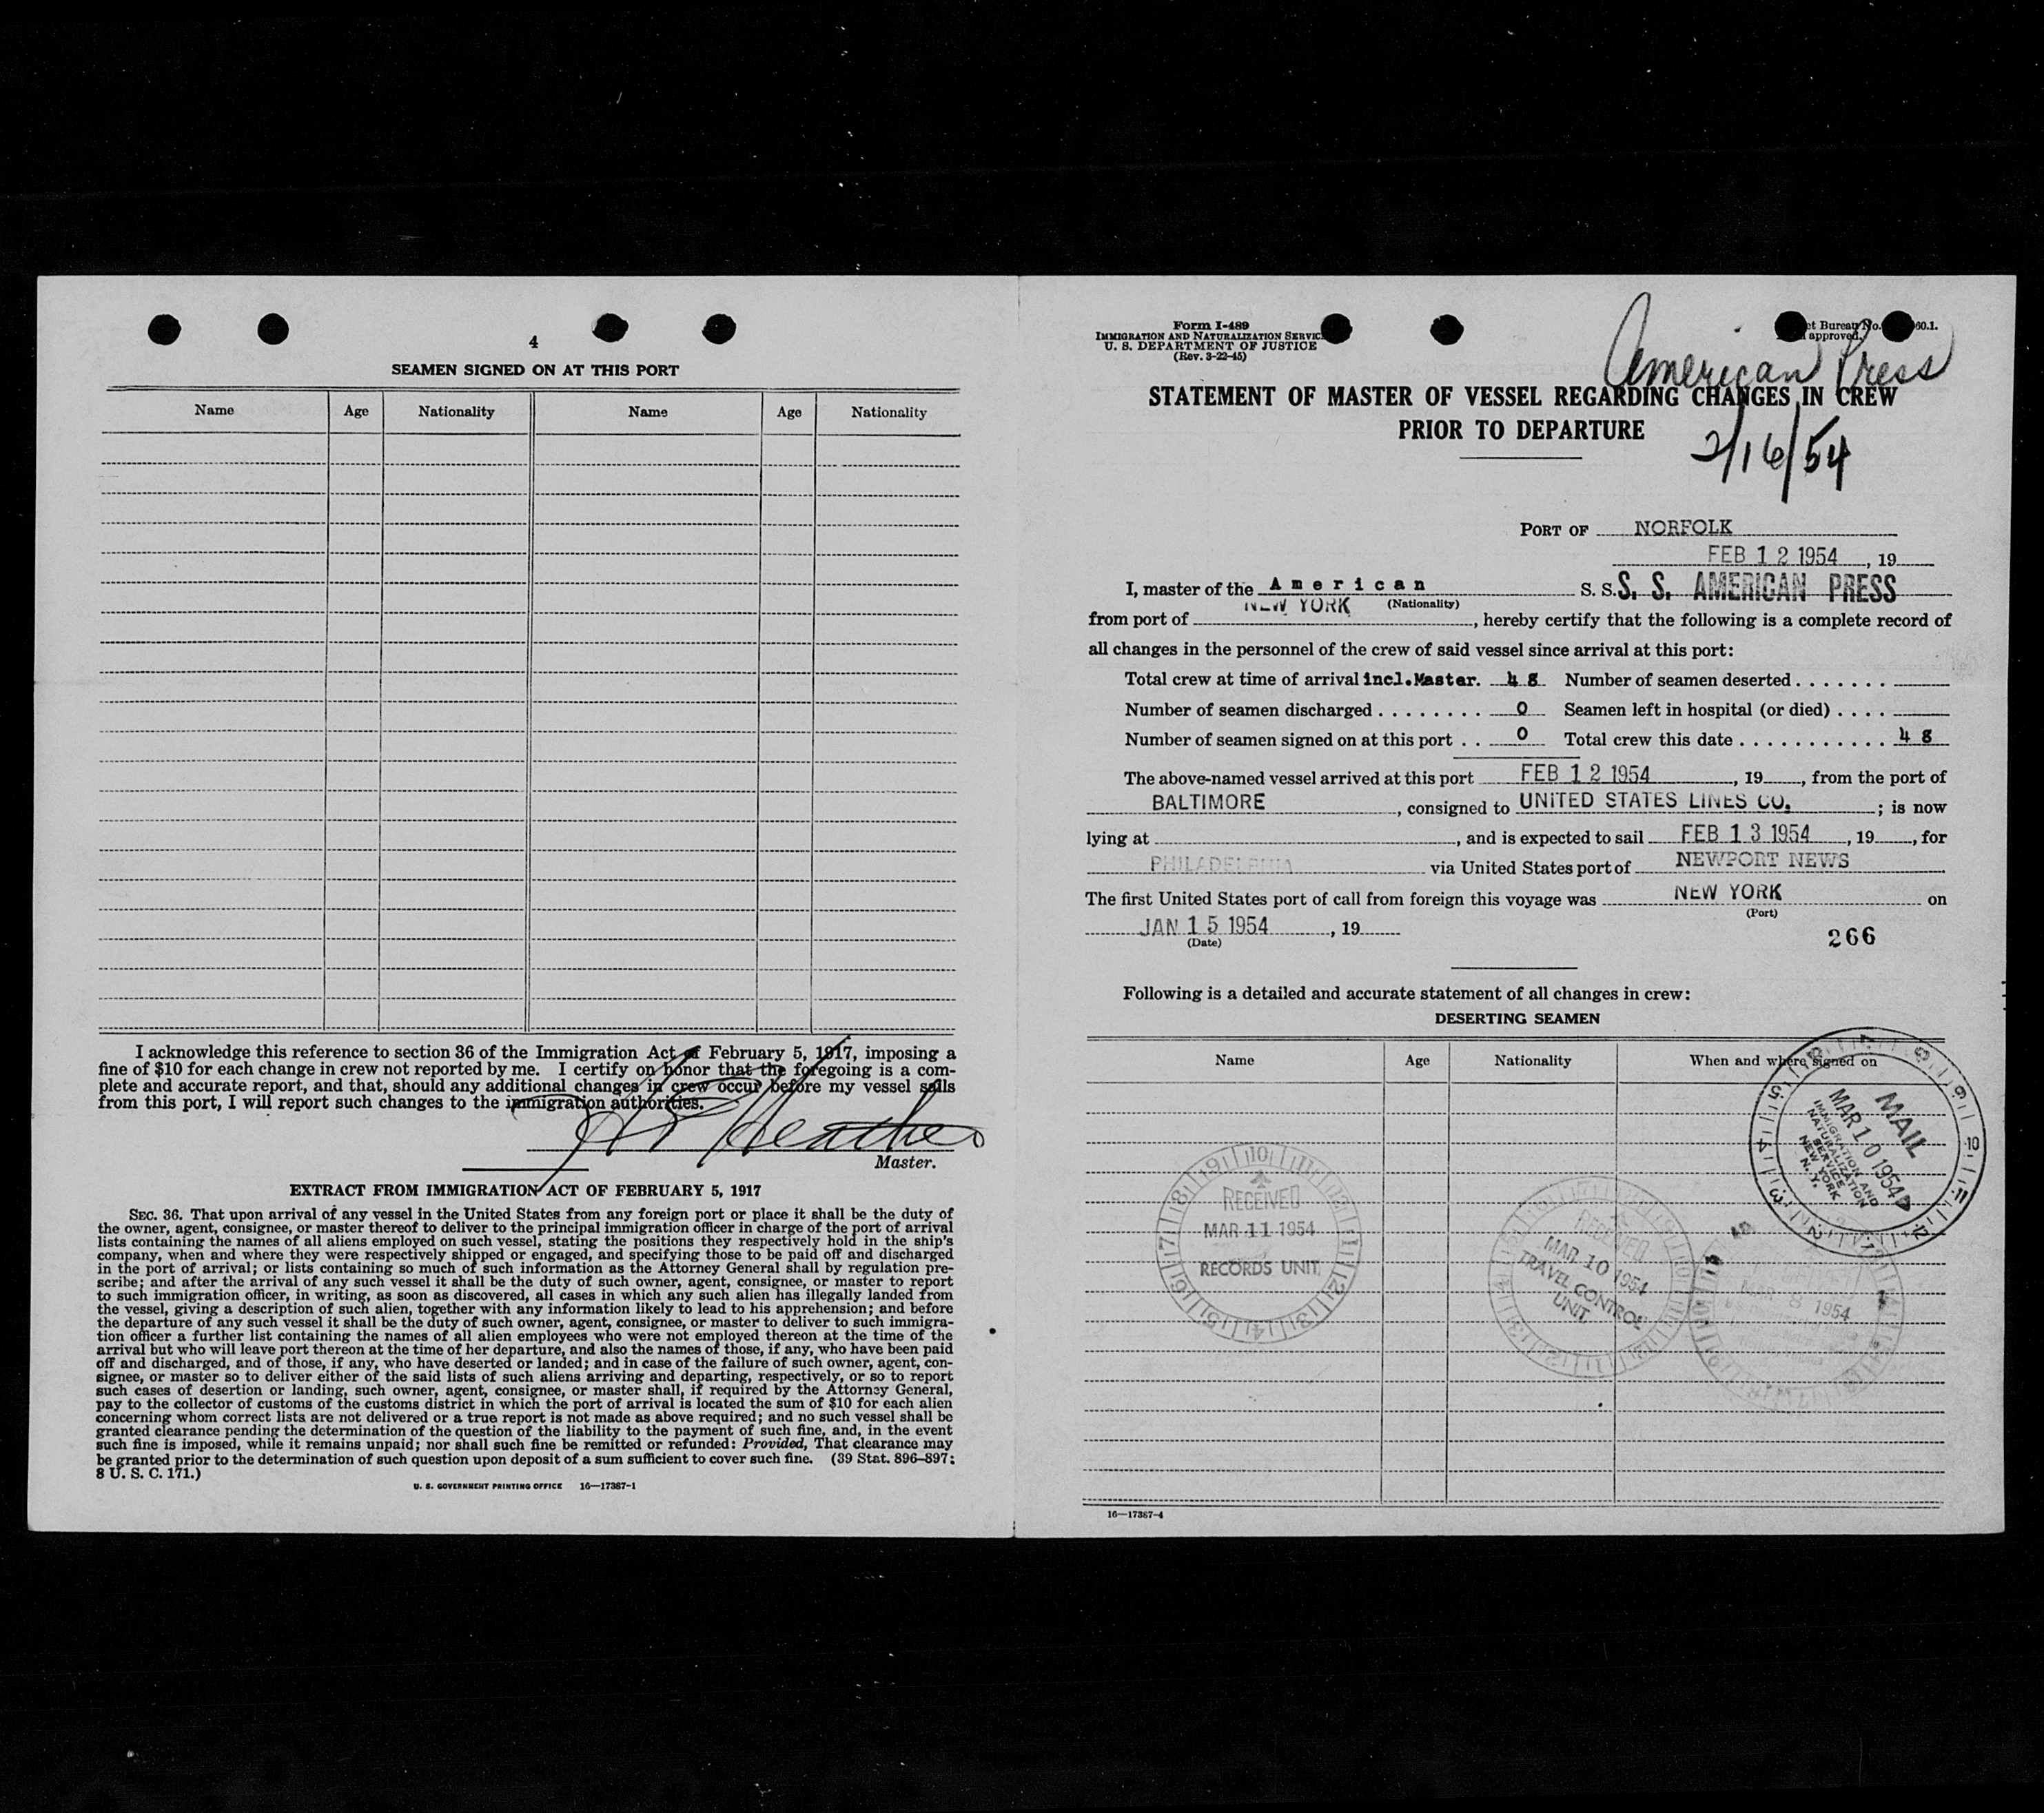 4
SEAMEN SIGNED ON AT THIS PORT
Name Age Nationality Name Age Nationality
I acknowledge this reference to section 36 of the Immigration Act of February 5, 1917, imposing a
fine of $10 for each change in crew not reported by me. I certify on honor that the foregoing is a com-
plete and accurate report, and that, should any additional changes in crew occur before my vessel sails
from this port, I will report such changes to the immigration authorities.
Master.
EXTRACT FROM IMMIGRATION ACT OF FEBRUARY 5, 1917
SEC. 36. That upon arrival of any vessel in the United States from any foreign port or place it shall be the duty of
the owner, agent, consignee, or master thereof to deliver to the principal immigration officer in charge of the port of arrival
lists containing the names of all aliens employed on such vessel, stating the positions they respectively hold in the ship's
company, when and where they were respectively shipped or engaged, and specifying those to be paid off and discharged
in the port of arrival; or lists containing so much of such information as the Attorney General shall by regulation pre-
scribe; and after the arrival of any such vessel it shall be the duty of such owner, agent, consignee, or master to report
to such immigration officer, in writing, as soon as discovered, all cases in which any such alien has illegally landed from
the vessel, giving a description of such alien, together with any information likely to lead to his apprehension; and before
the departure of any such vessel it shall be the duty of such owner, agent, consignee, or master to deliver to such immigra-
tion officer a further list containing the names of all alien employees who were not employed thereon at the time of the
arrival but who will leave port thereon at the time of her departure, and also the names of those, if any, who have been paid
off and discharged, and of those, if any, who have deserted or landed; and in case of the failure of such owner, agent, con-
signee, or master so to deliver either of the said lists of such aliens arriving and departing, respectively, or so to report
such cases of desertion or landing, such owner, agent, consignee, or master shall, if required by the Attorney General,
pay to the collector of customs of the customs district in which the port of arrival is located the sum of $10 for each alien
concerning whom correct lists are not delivered or a true report is not made as above required; and no such vessel shall be
granted clearance pending the determination of the question of the liability to the payment of such fine, and, in the event
such fine is imposed, while it remains unpaid; nor shall such fine be remitted or refunded: Provided, That clearance may
be granted prior to the determination of such question upon deposit of a sum sufficient to cover such fine. (39 Stat. 896–897;
8 U. S. C. 171.)
U. S. GOVERNMENT PRINTING OFFICE 16—17387-1
Form I-489
IMMIGRATION AND NATURALIZATION SERVIC
U. S. DEPARTMENT OF JUSTICE
(Rev. 3-22-45)
et Bureau No. 60.1.
approved.
American Press
STATEMENT OF MASTER OF VESSEL REGARDING CHANGES IN CREW
PRIOR TO DEPARTURE
2/16/54
PORT OF NORFOLK
FEB 12 1954, 19
I, master of the American S. S. S. S. AMERICAN PRESS
(Nationality)
from port of NEW YORK, hereby certify that the following is a complete record of
all changes in the personnel of the crew of said vessel since arrival at this port:
Total crew at time of arrival incl. Master. 48 Number of seamen deserted . . . . . . .
Number of seamen discharged . . . . . . . . 0 Seamen left in hospital (or died) . . . .
Number of seamen signed on at this port . . 0 Total crew this date . . . . . . . . . . . 48
The above-named vessel arrived at this port FEB 12 1954, 19, from the port of
BALTIMORE, consigned to UNITED STATES LINES CO.; is now
lying at , and is expected to sail FEB 13 1954, 19, for
PHILADELPHIA via United States port of NEWPORT NEWS
The first United States port of call from foreign this voyage was NEW YORK on
(Port)
JAN 15 1954, 19
(Date)
266
Following is a detailed and accurate statement of all changes in crew:
DESERTING SEAMEN
Name Age Nationality When and where signed on
MAIL
MAR 10 1954
IMMIGRATION AND
NATURALIZATION
SERVICE
NEW YORK
N. Y.
RECEIVED
MAR 11 1954
RECORDS UNIT
RECEIVED
MAR 10 1954
TRAVEL CONTROL
UNIT
MAR 8 1954
16—17387-4